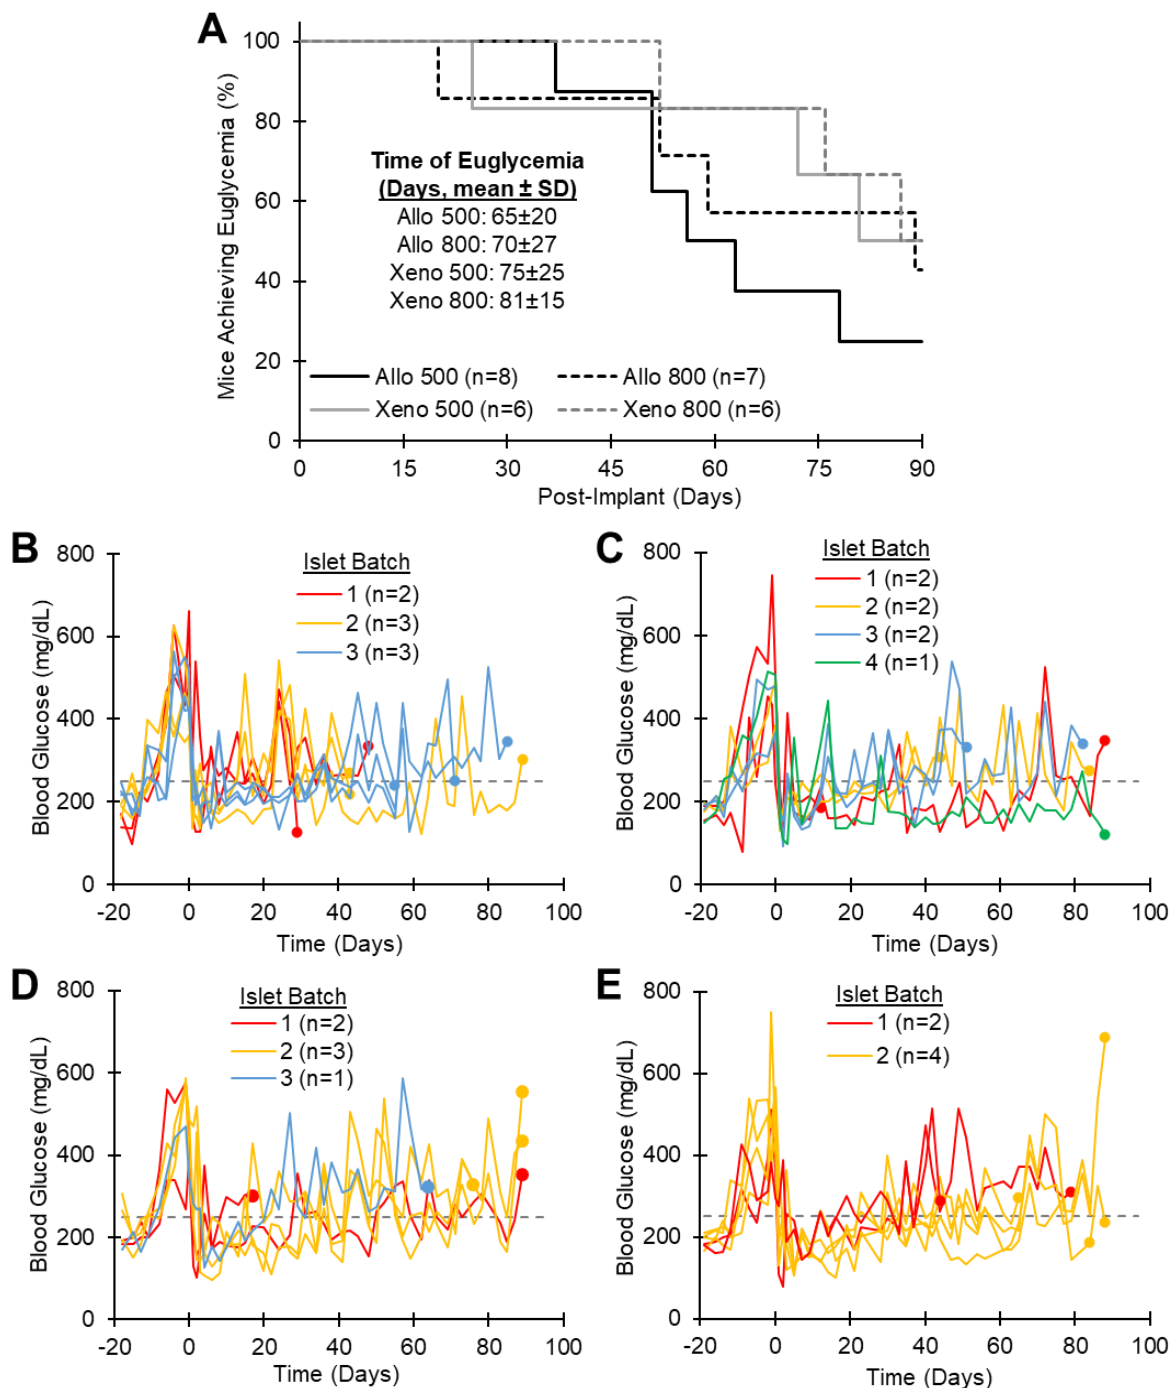 A
Mice Achieving Euglycemia (%)
100
80
60
40
20
0
Time of Euglycemia
(Days, mean ± SD)
Allo 500: 65±20
Allo 800: 70±27
Xeno 500: 75±25
Xeno 800: 81±15
Allo 500 (n=8) Allo 800 (n=7)
Xeno 500 (n=6) Xeno 800 (n=6)
0 15 30 45 60 75 90
Post-Implant (Days)
B
Blood Glucose (mg/dL)
800
600
400
200
0
Islet Batch
1 (n=2)
2 (n=3)
3 (n=3)
-20 0 20 40 60 80 100
Time (Days)
C
Blood Glucose (mg/dL)
800
600
400
200
0
Islet Batch
1 (n=2)
2 (n=2)
3 (n=2)
4 (n=1)
-20 0 20 40 60 80 100
Time (Days)
D
Blood Glucose (mg/dL)
800
600
400
200
0
Islet Batch
1 (n=2)
2 (n=3)
3 (n=1)
-20 0 20 40 60 80 100
Time (Days)
E
Blood Glucose (mg/dL)
800
600
400
200
0
Islet Batch
1 (n=2)
2 (n=4)
-20 0 20 40 60 80 100
Time (Days)